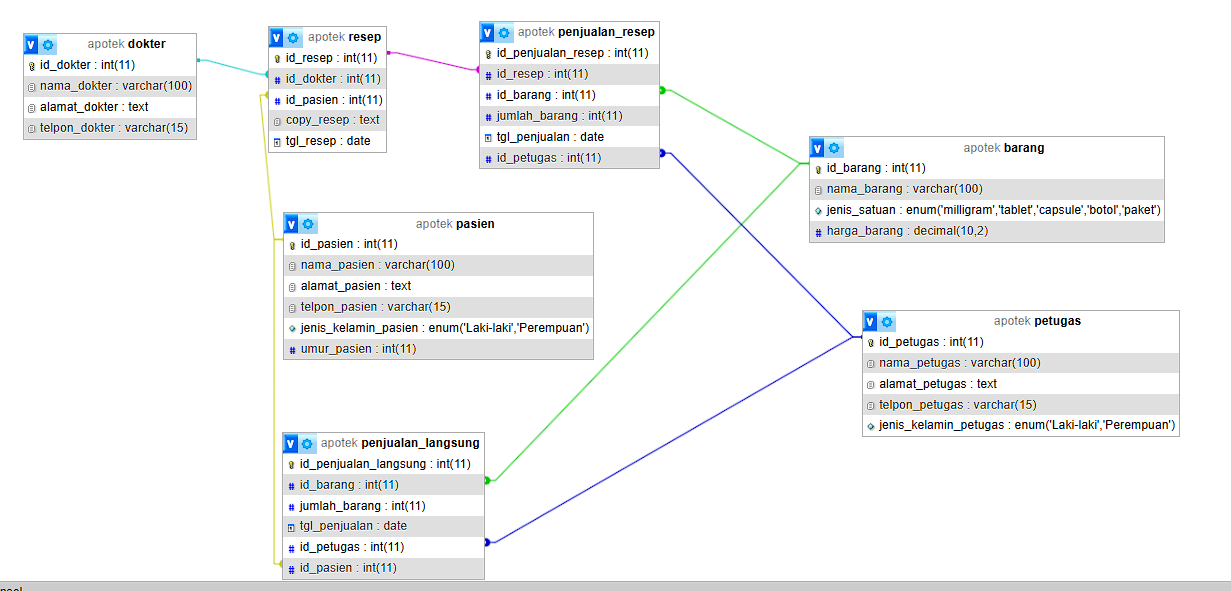 apotek dokter
id_dokter : int(11)
nama_dokter : varchar(100)
alamat_dokter : text
telpon_dokter : varchar(15)
apotek resep
id_resep : int(11)
id_dokter : int(11)
id_pasien : int(11)
copy_resep : text
tgl_resep : date
apotek penjualan_resep
id_penjualan_resep : int(11)
id_resep : int(11)
id_barang : int(11)
jumlah_barang : int(11)
tgl_penjualan : date
id_petugas : int(11)
apotek barang
id_barang : int(11)
nama_barang : varchar(100)
jenis_satuan : enum('milligram','tablet','capsule','botol','paket')
harga_barang : decimal(10,2)
apotek pasien
id_pasien : int(11)
nama_pasien : varchar(100)
alamat_pasien : text
telpon_pasien : varchar(15)
jenis_kelamin_pasien : enum('Laki-laki','Perempuan')
umur_pasien : int(11)
apotek petugas
id_petugas : int(11)
nama_petugas : varchar(100)
alamat_petugas : text
telpon_petugas : varchar(15)
jenis_kelamin_petugas : enum('Laki-laki','Perempuan')
apotek penjualan_langsung
id_penjualan_langsung : int(11)
id_barang : int(11)
jumlah_barang : int(11)
tgl_penjualan : date
id_petugas : int(11)
id_pasien : int(11)